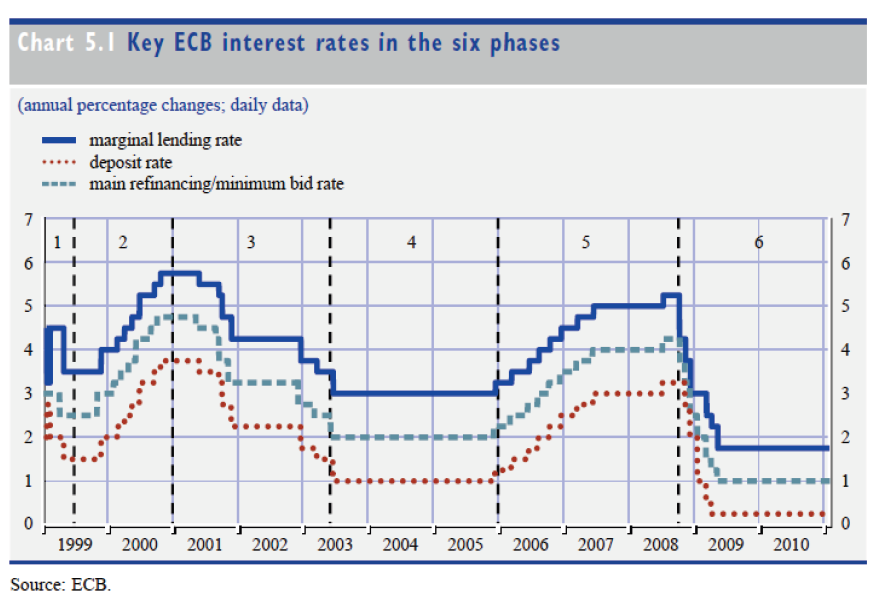 Chart 5.1 Key ECB interest rates in the six phases
(annual percentage changes; daily data)
marginal lending rate
deposit rate
main refinancing/minimum bid rate
7 7
1 2 3 4 5 6
6 6
5 5
4 4
3 3
2 2
1 1
0 0
1999 2000 2001 2002 2003 2004 2005 2006 2007 2008 2009 2010
Source: ECB.